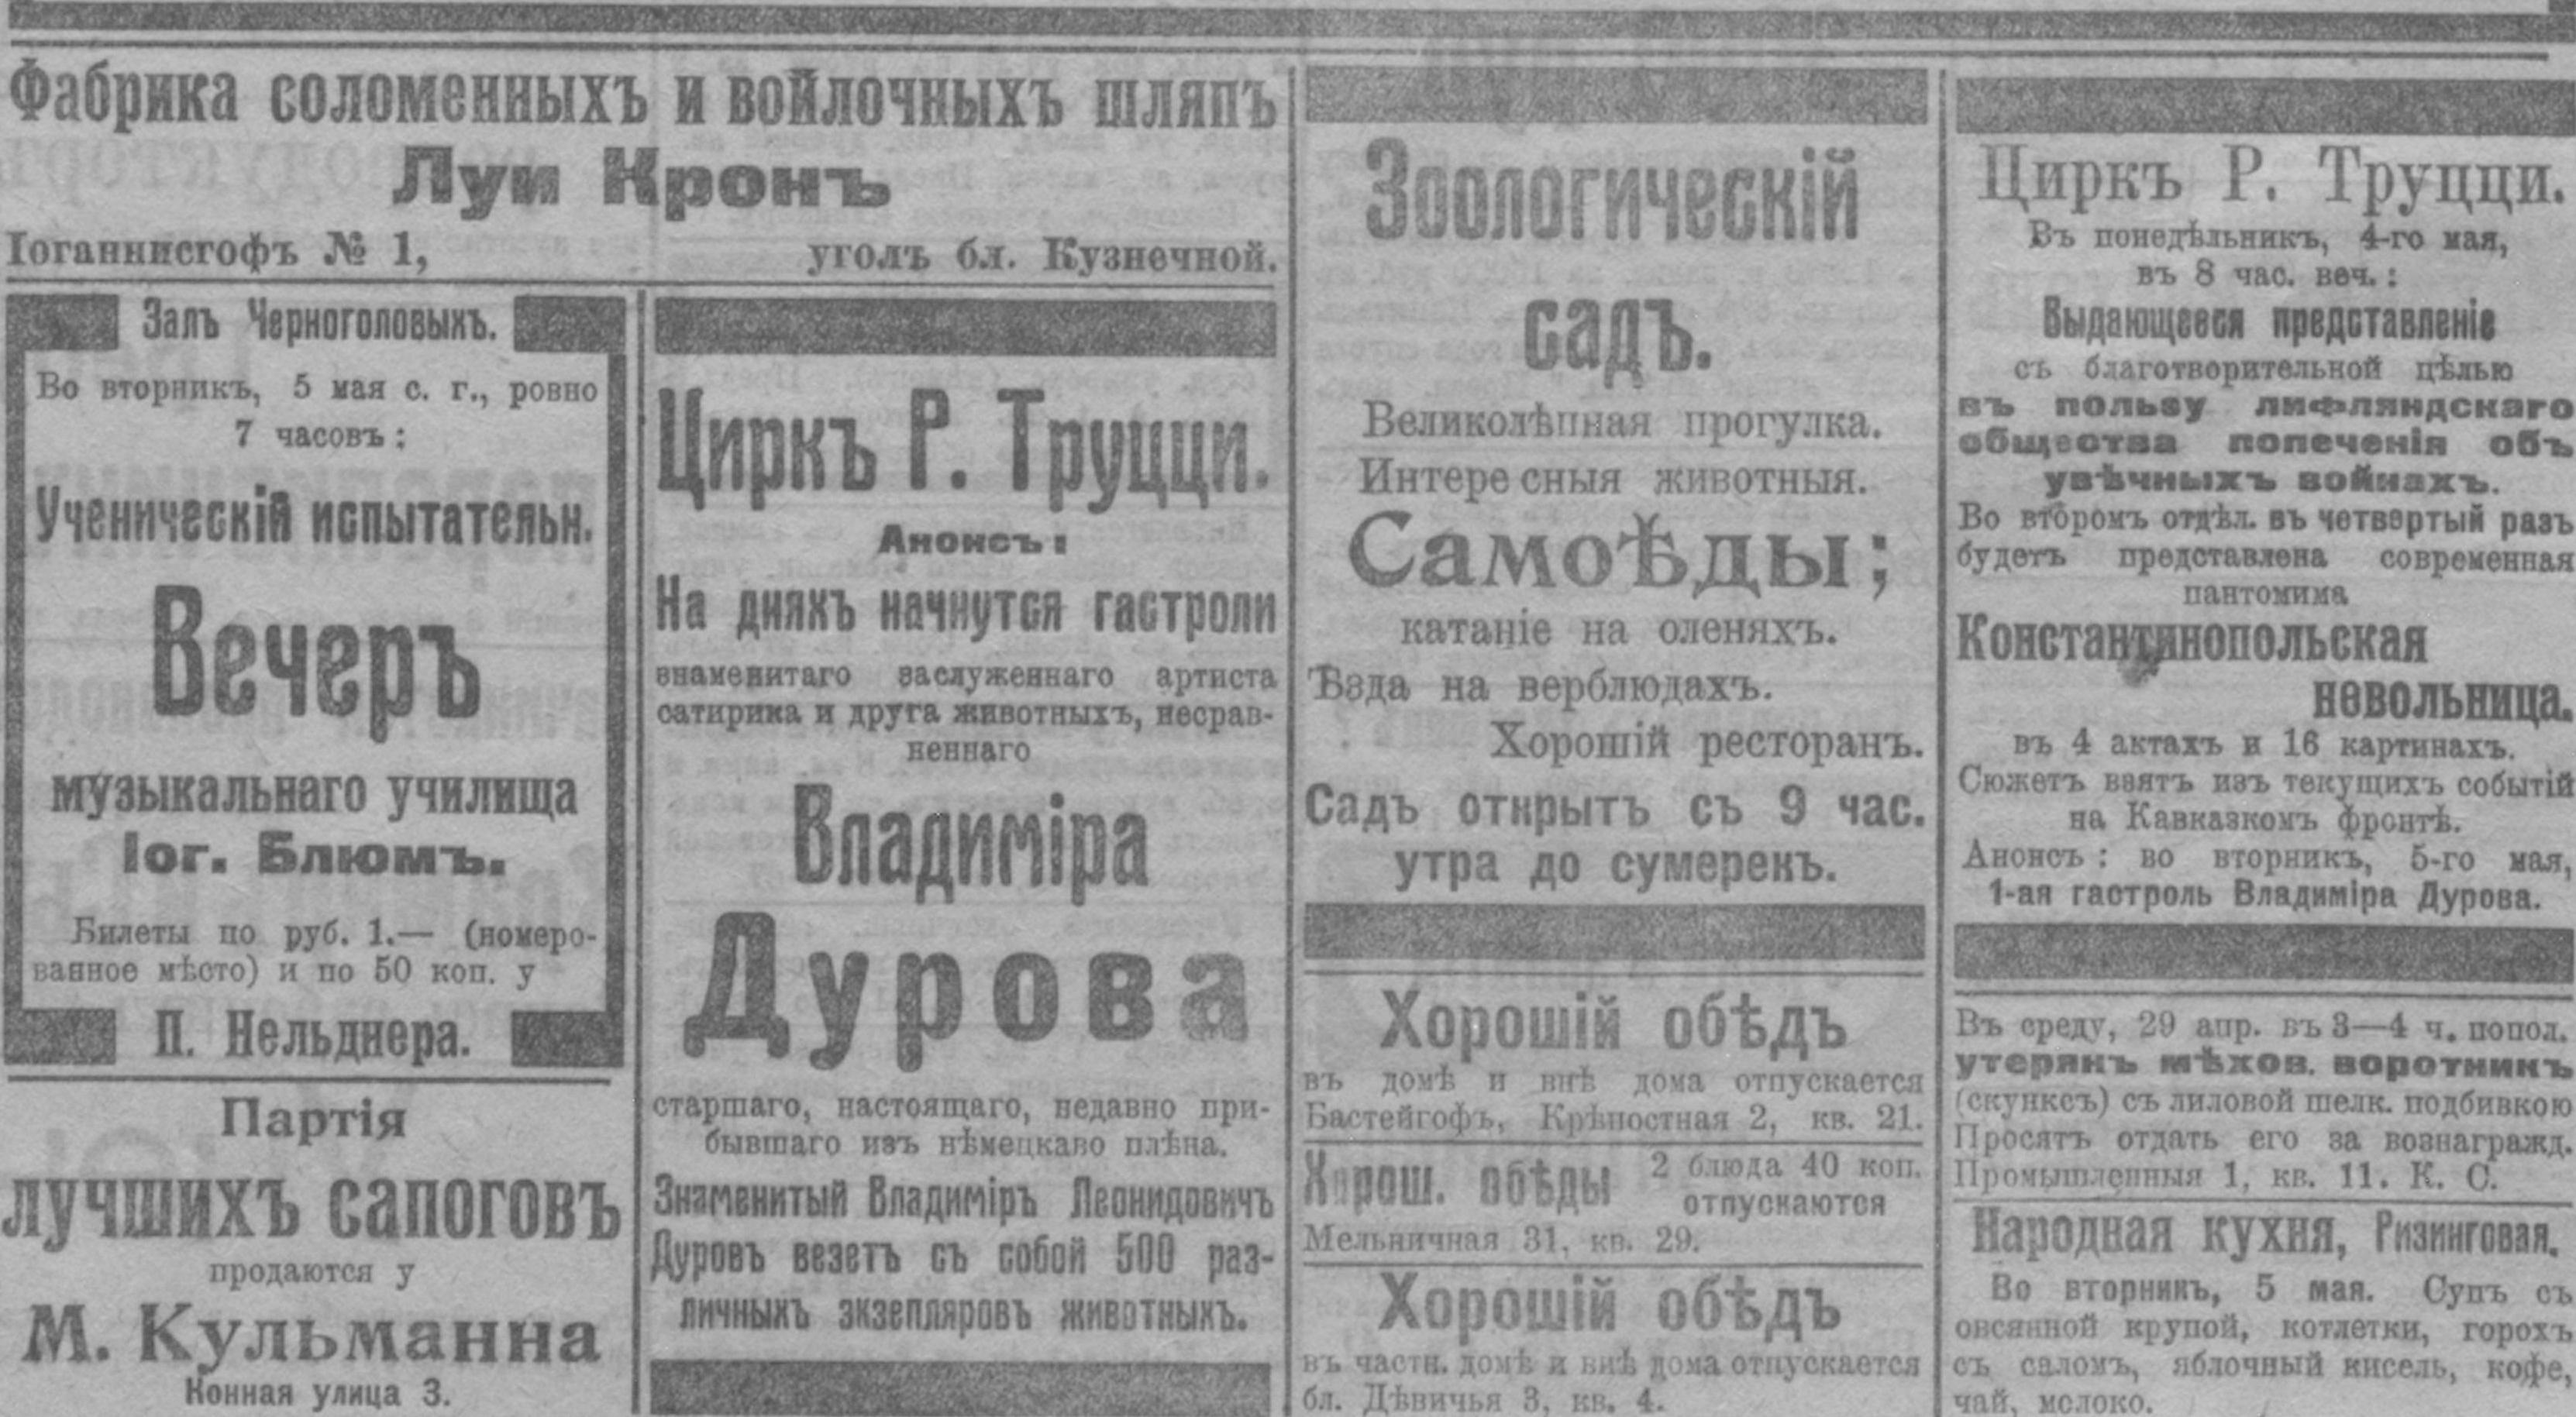 Фабрика соломенныхъ и войлочныхъ шляпъ
Луи Кронъ
Іоганнисгофъ № 1, уголъ бл. Кузнечной.
Залъ Черноголовыхъ.
Во вторникъ, 5 мая с. г., ровно
7 часовъ:
Ученическій испытательн.
Вечеръ
музыкальнаго училища
Іог. Блюмъ.
Билеты по руб. 1.— (номеро-
ванное мѣсто) и по 50 коп. у
П. Нельднера.
Партія
лучшихъ сапоговъ
продаются у
М. Кульманна
Конная улица 3.
Циркъ Р. Труцци.
Анонсъ:
На дняхъ начнутся гастроли
знаменитаго заслуженнаго артиста
сатирика и друга животныхъ, несрав-
неннаго
Владиміра
Дурова
старшаго, настоящаго, недавно при-
бывшаго изъ нѣмецкаво плѣна.
Знаменитый Владиміръ Леонидовичъ
Дуровъ везетъ съ собой 500 раз-
личныхъ экзепляровъ животныхъ.
Зоологическій
садъ.
Великолѣпная прогулка.
Интересныя животныя.
Самоѣды;
катаніе на оленяхъ.
Ѣзда на верблюдахъ.
Хорошій ресторанъ.
Садъ открытъ съ 9 час.
утра до сумерекъ.
Хорошій обѣдъ
въ домѣ и внѣ дома отпускается
Бастейгофъ, Крѣпостная 2, кв. 21.
Хорош. обѣды 2 блюда 40 коп.
отпускаются
Мельничная 31, кв. 29.
Хорошій обѣдъ
въ частн. домѣ и внѣ дома отпускается
бл. Дѣвичья 3, кв. 4.
Циркъ Р. Труцци.
Въ понедѣльникъ, 4-го мая,
въ 8 час. веч.:
Выдающееся представленіе
съ благотворительной цѣлью
въ пользу лифляндскаго
общества попеченія объ
увѣчныхъ войнахъ.
Во второмъ отдѣл. въ четвертый разъ
будетъ представлена современная
пантомима
Константинопольская
невольница.
въ 4 актахъ и 16 картинахъ.
Сюжетъ взятъ изъ текущихъ событій
на Кавказкомъ фронтѣ.
Анонсъ: во вторникъ, 5-го мая,
1-ая гастроль Владиміра Дурова.
Въ среду, 29 апр. въ 3—4 ч. попол.
утерянъ мѣхов. воротникъ
(скунксъ) съ лиловой шелк. подбивкою
Просятъ отдать его за вознагражд.
Промышленныя 1, кв. 11. К. С.
Народная кухня, Ризинговая.
Во вторникъ, 5 мая. Супъ съ
овсянной крупой, котлетки, горохъ
съ саломъ, яблочный кисель, кофе,
чай, молоко.